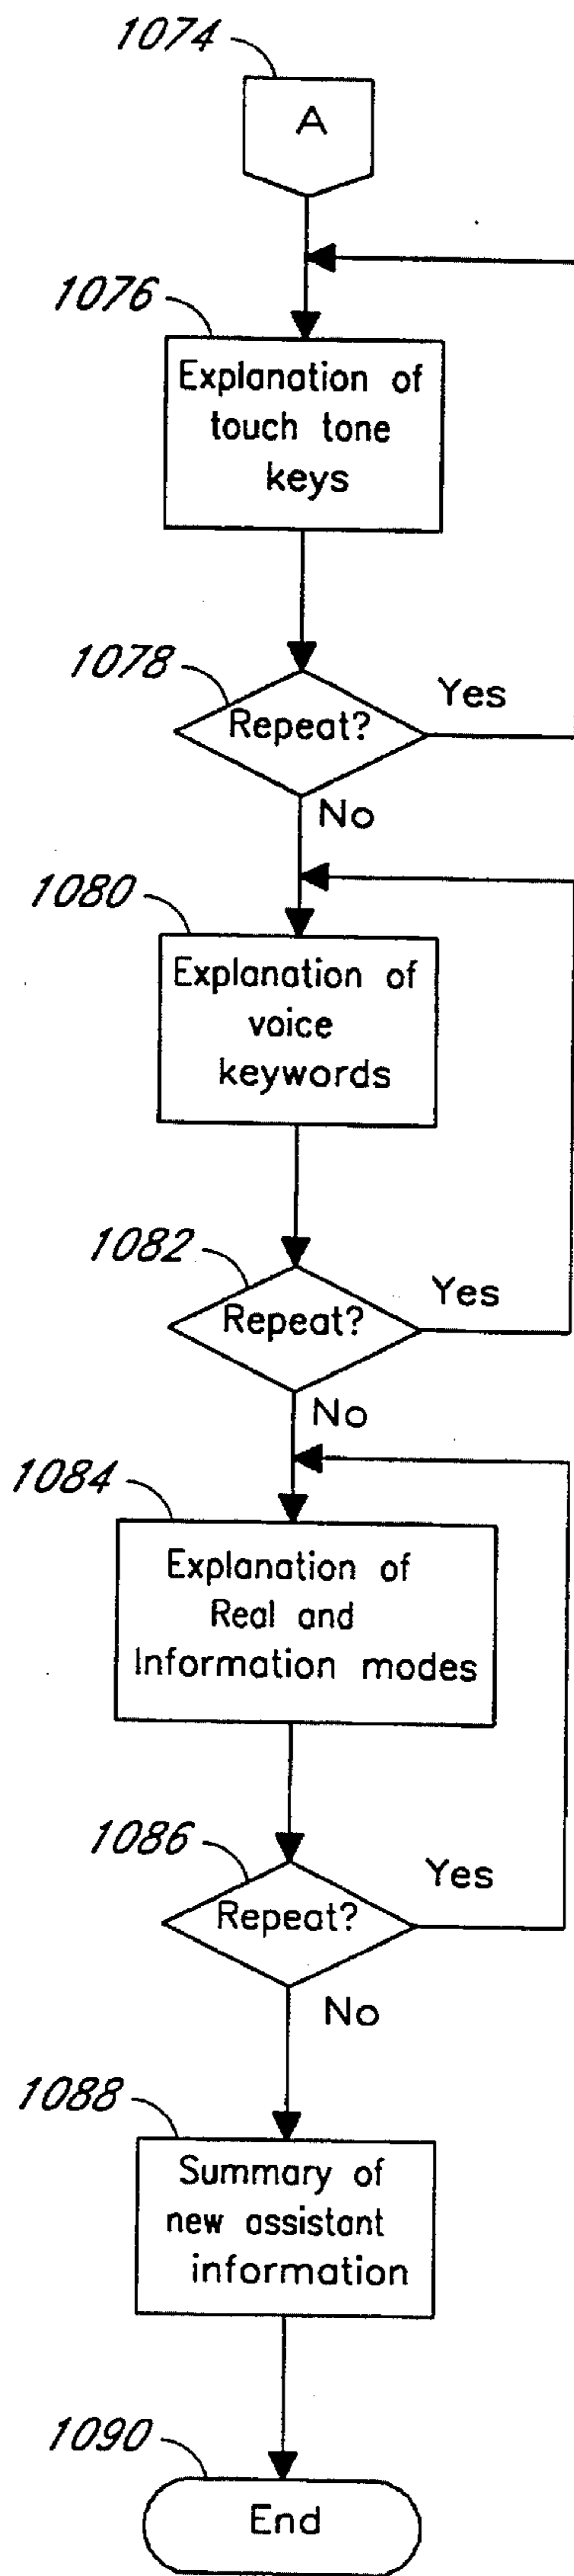 1074
A
1076
Explanation of
touch tone
keys
1078
Repeat?
Yes
No
1080
Explanation of
voice
keywords
1082
Repeat?
Yes
No
1084
Explanation of
Real and
Information modes
1086
Repeat?
Yes
No
1088
Summary of
new assistant
information
1090
End